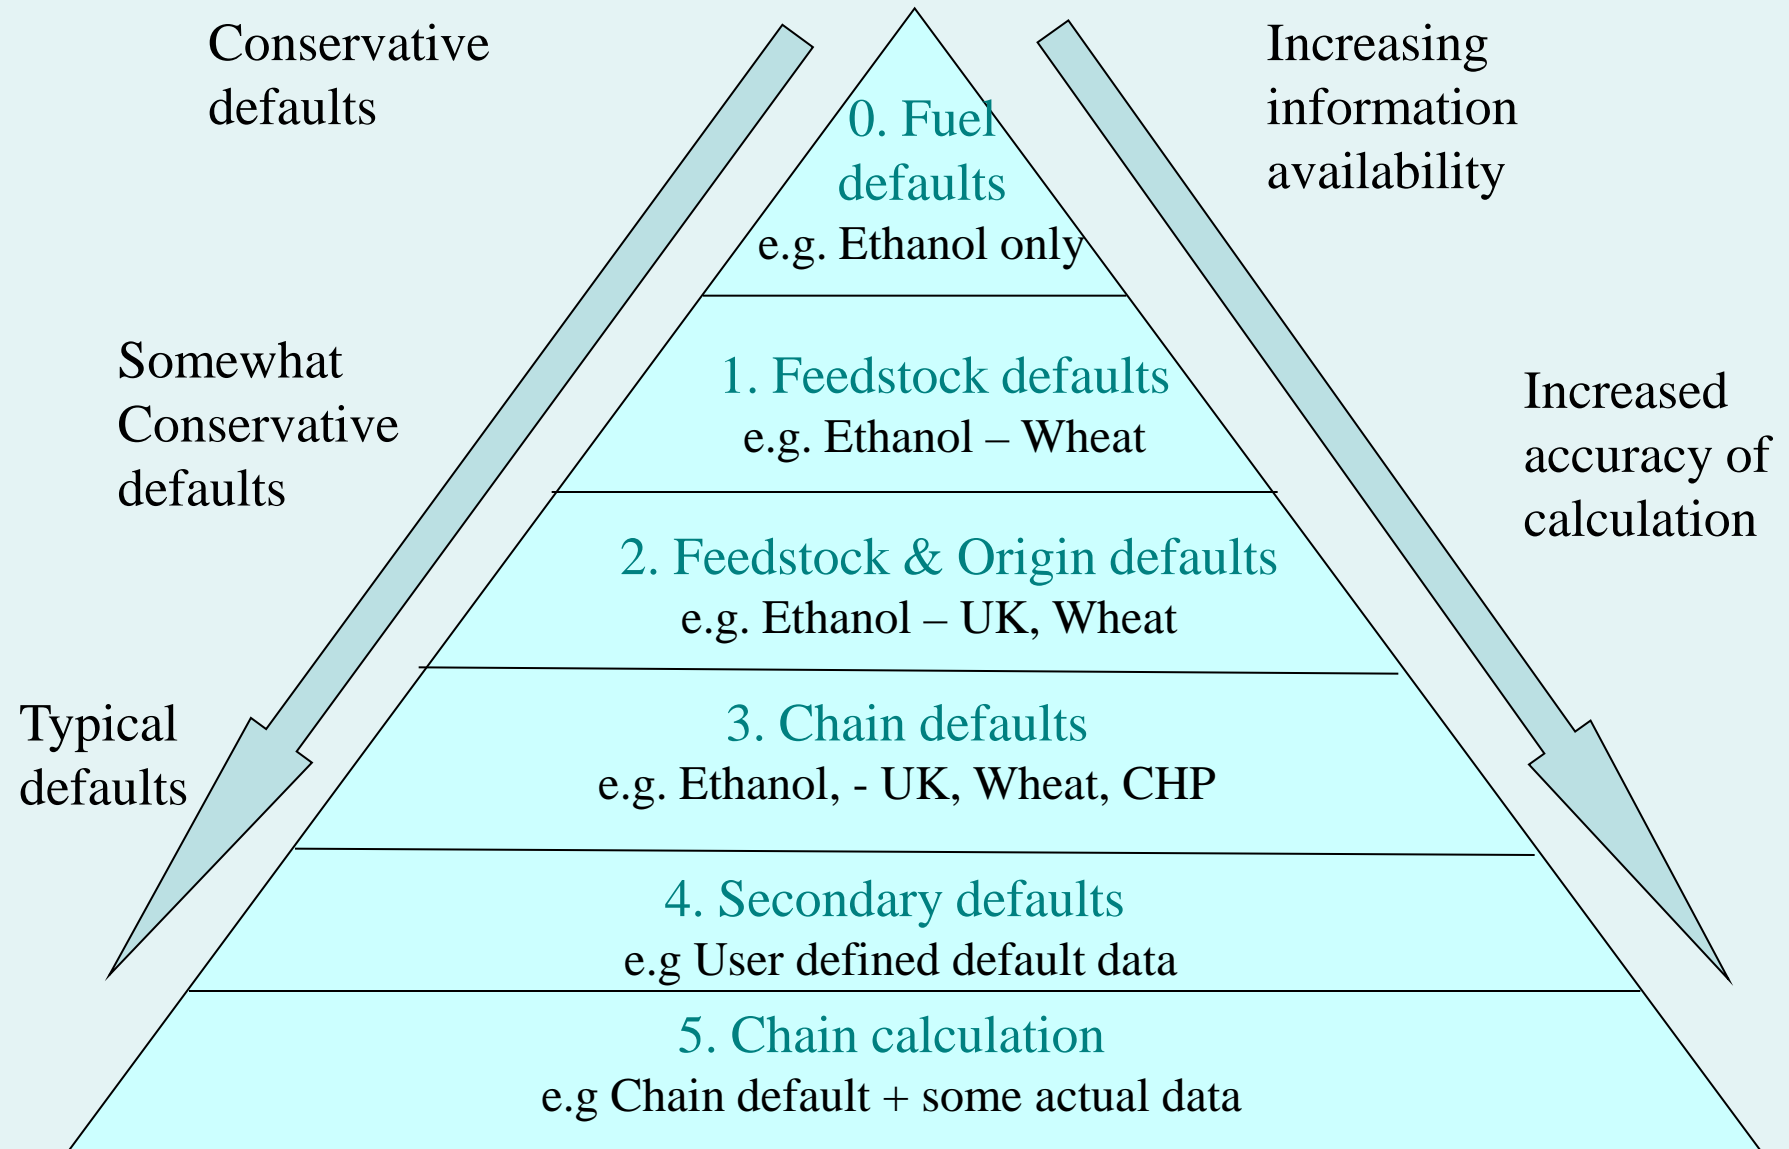 Conservative
defaults
Increasing
information
availability
0. Fuel
defaults
e.g. Ethanol only
Somewhat
Conservative
defaults
1. Feedstock defaults
e.g. Ethanol – Wheat
Increased
accuracy of
calculation
2. Feedstock & Origin defaults
e.g. Ethanol – UK, Wheat
Typical
defaults
3. Chain defaults
e.g. Ethanol, - UK, Wheat, CHP
4. Secondary defaults
e.g User defined default data
5. Chain calculation
e.g Chain default + some actual data